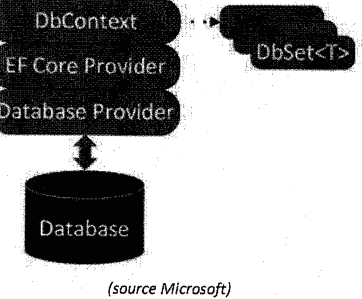 DbContext
DbSet<T>
EF Core Provider
Database Provider
Database
(source Microsoft)